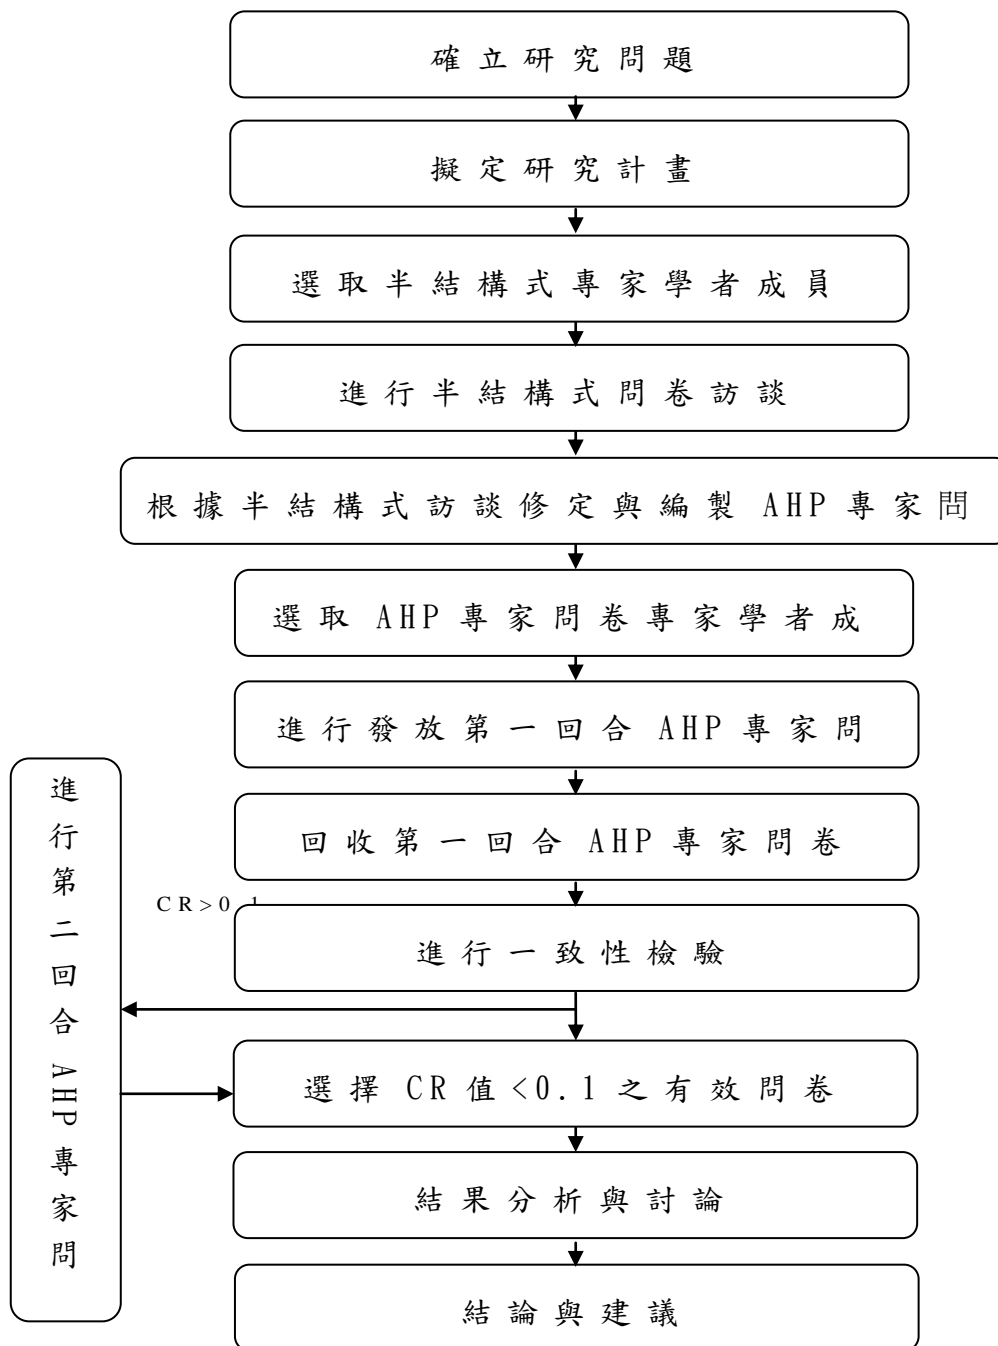 確立研究問題
擬定研究計畫
選取半結構式專家學者成員
進行半結構式問卷訪談
根據半結構式訪談修定與編製 AHP 專家問
選取 AHP 專家問卷專家學者成
進行發放第一回合 AHP 專家問
回收第一回合 AHP 專家問卷
進行一致性檢驗
CR>0.1
進行第二回合 AHP 專家問
選擇 CR 值<0.1 之有效問卷
結果分析與討論
結論與建議